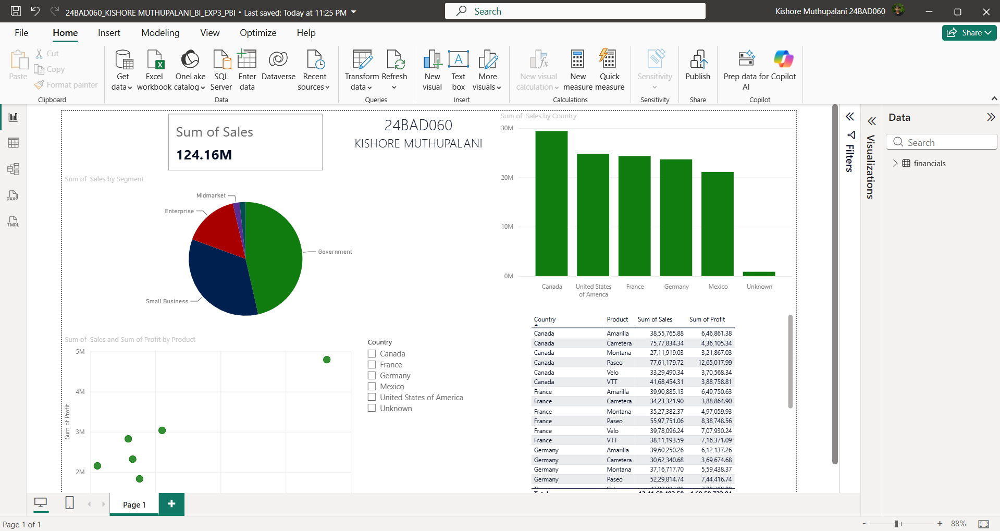 24BAD060_KISHORE MUTHUPALANI_BI_EXP3_PBI • Last saved: Today at 11:25 PM
Search
Kishore Muthupalani 24BAD060
File
Home
Insert
Modeling
View
Optimize
Help
Share
Paste
Cut
Copy
Format painter
Clipboard
Get data
Excel workbook
OneLake catalog
SQL Server
Enter data
Dataverse
Recent sources
Data
Transform data
Refresh
Queries
New visual
Text box
More visuals
Insert
New visual calculation
New measure
Quick measure
Calculations
Sensitivity
Sensitivity
Publish
Share
Prep data for AI
Copilot
Copilot
DAX
TMDL
Sum of Sales
124.16M
24BAD060
KISHORE MUTHUPALANI
Sum of Sales by Country
30M
20M
10M
0M
Canada
United States of America
France
Germany
Mexico
Unknown
Sum of Sales by Segment
Midmarket
Enterprise
Government
Small Business
Sum of Sales and Sum of Profit by Product
Sum of Profit
5M
4M
3M
2M
Country
Canada
France
Germany
Mexico
United States of America
Unknown
Country Product Sum of Sales Sum of Profit
Canada Amarilla 38,55,765.88 6,46,861.38
Canada Carretera 75,77,834.34 4,36,105.34
Canada Montana 27,11,919.03 3,21,867.03
Canada Paseo 77,61,179.72 12,65,017.99
Canada Velo 33,29,490.34 3,70,568.34
Canada VTT 41,68,454.31 3,88,758.81
France Amarilla 39,90,885.13 6,49,750.63
France Carretera 34,23,321.90 3,88,864.90
France Montana 35,27,382.37 4,97,059.93
France Paseo 55,97,751.06 8,38,748.56
France Velo 39,78,096.24 7,07,930.24
France VTT 38,11,193.59 7,16,371.09
Germany Amarilla 39,60,250.26 6,12,137.26
Germany Carretera 30,62,340.68 3,69,674.68
Germany Montana 37,16,717.70 5,59,438.37
Germany Paseo 52,29,814.74 7,44,416.74
Filters
Visualizations
Data
Search
financials
Page 1
Page 1 of 1
- + 88%